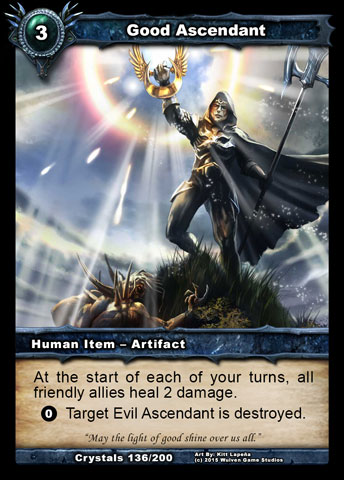 3
Good Ascendant
Human Item – Artifact
At the start of each of your turns, all
friendly allies heal 2 damage.
0 Target Evil Ascendant is destroyed.
"May the light of good shine over us all."
Crystals 136/200
Art By: Kitt Lapeña
(c) 2015 Wulven Game Studios